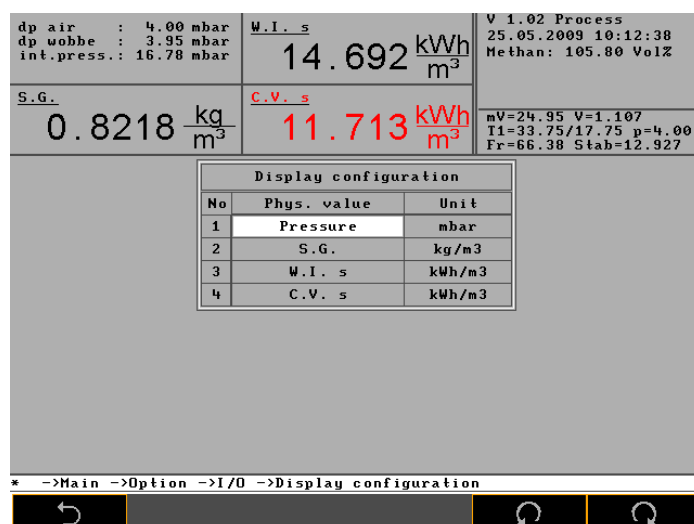 dp air : 4.00 mbar
dp wobbe : 3.95 mbar
int.press.: 16.78 mbar
W.I. s
14.692 kWh/m³
V 1.02 Process
25.05.2009 10:12:38
Methan: 105.80 Vol%
S.G.
0.8218 kg/m³
C.V. s
11.713 kWh/m³
mV=24.95 V=1.107
T1=33.75/17.75 p=4.00
Fr=66.38 Stab=12.927
Display configuration
No Phys. value Unit
1 Pressure mbar
2 S.G. kg/m3
3 W.I. s kWh/m3
4 C.V. s kWh/m3
* ->Main ->Option ->I/O ->Display configuration